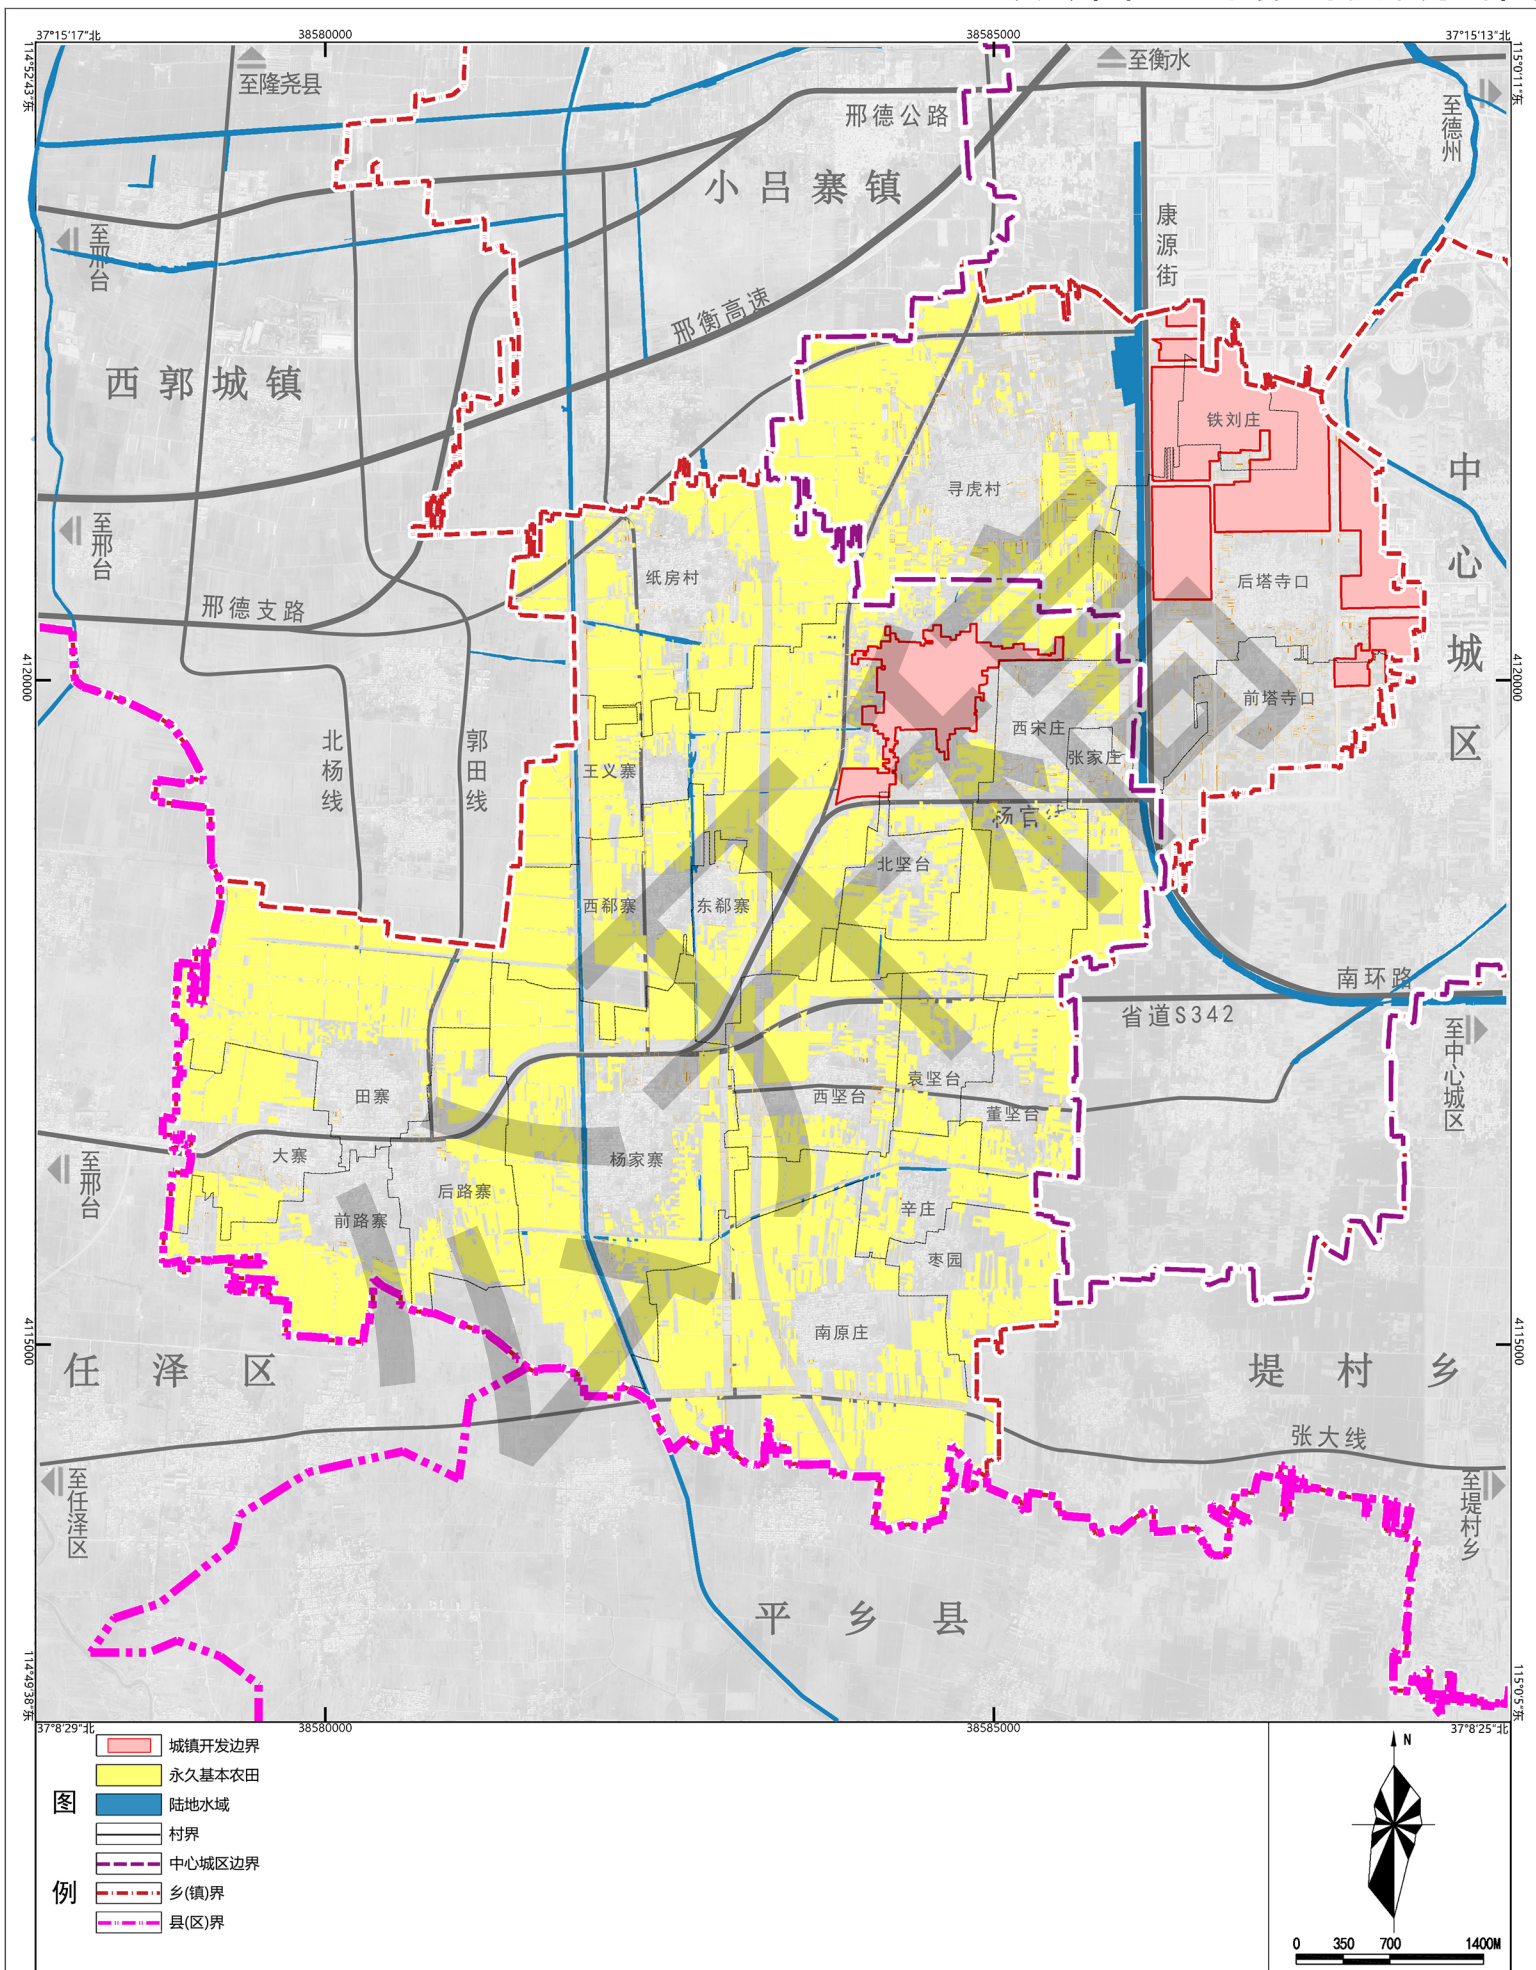 37°15′17″北
38580000
38585000
37°15′13″北
114°52′43″东
115°0′11″东
至隆尧县
至衡水
邢德公路
至德州
小吕寨镇
康源街
至邢台
邢衡高速
西郭城镇
铁刘庄
中心城区
寻虎村
至邢台
纸房村
后塔寺口
邢德支路
4120000
4120000
前塔寺口
西宋庄
张家庄
北杨线
郭田线
王义寨
杨官
北坚台
西郗寨
东郗寨
南环路
省道S342
至中心城区
田寨
西坚台
袁坚台
董坚台
大寨
杨家寨
至邢台
后路寨
前路寨
辛庄
枣园
南原庄
4115000
4115000
任泽区
堤村乡
张大线
至任泽区
至堤村乡
平乡县
114°49′38″东
115°0′5″东
37°8′29″北
38580000
38585000
37°8′25″北
图例
城镇开发边界
永久基本农田
陆地水域
村界
中心城区边界
乡(镇)界
县(区)界
N
0 350 700 1400M